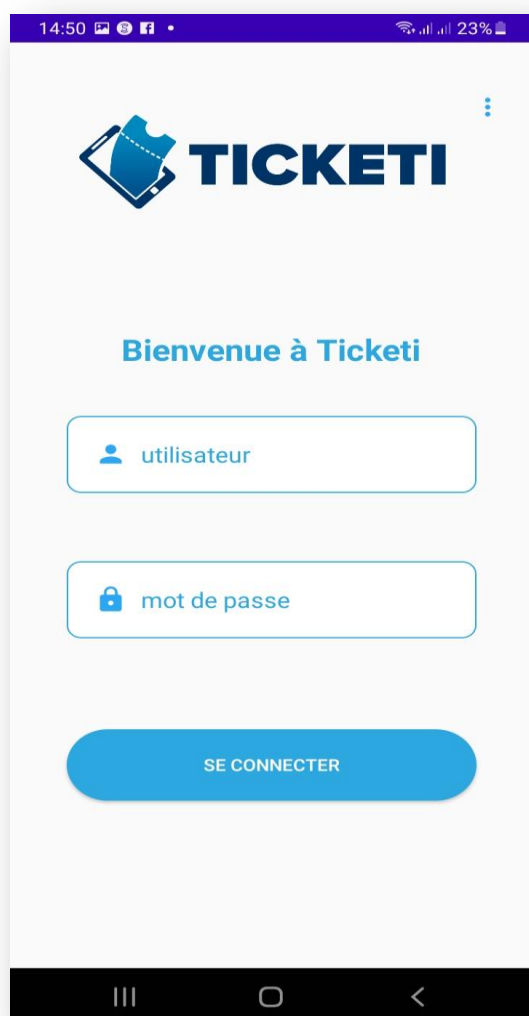 14:50
23%
TICKETI
Bienvenue à Ticketi
utilisateur
mot de passe
SE CONNECTER